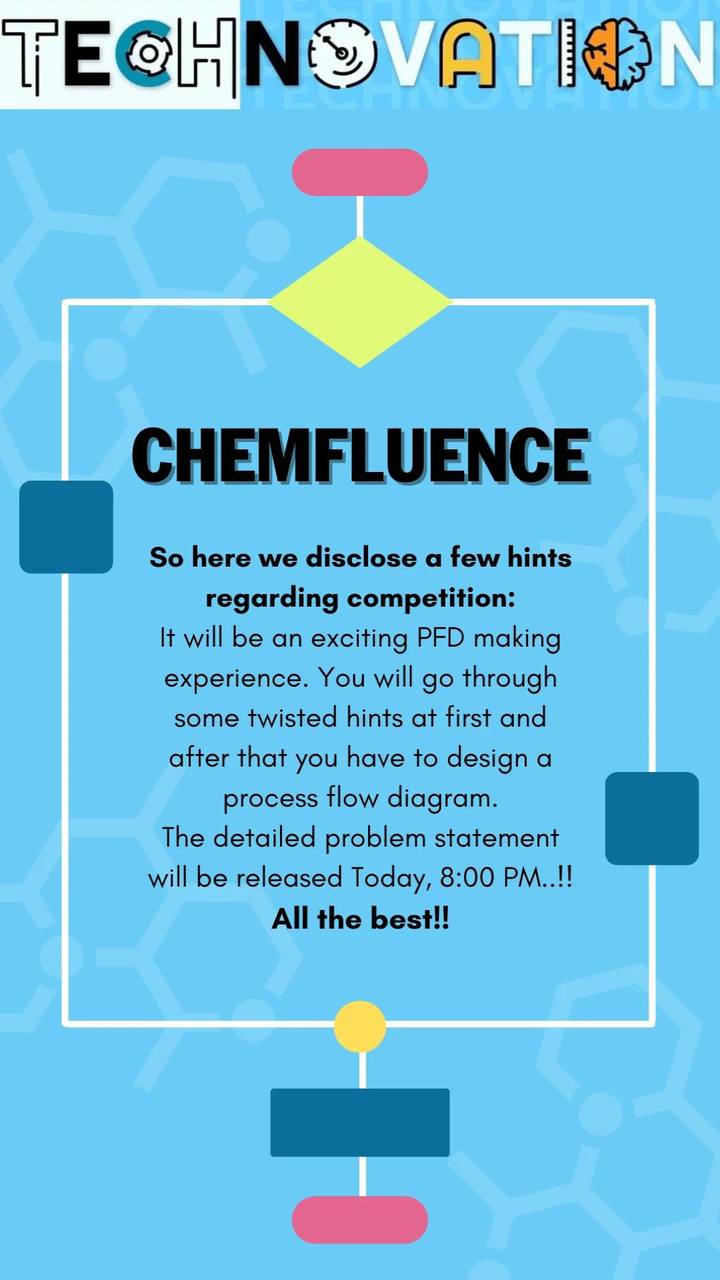 TECHNOVATION
CHEMFLUENCE
So here we disclose a few hints
regarding competition:
It will be an exciting PFD making
experience. You will go through
some twisted hints at first and
after that you have to design a
process flow diagram.
The detailed problem statement
will be released Today, 8:00 PM..!!
All the best!!